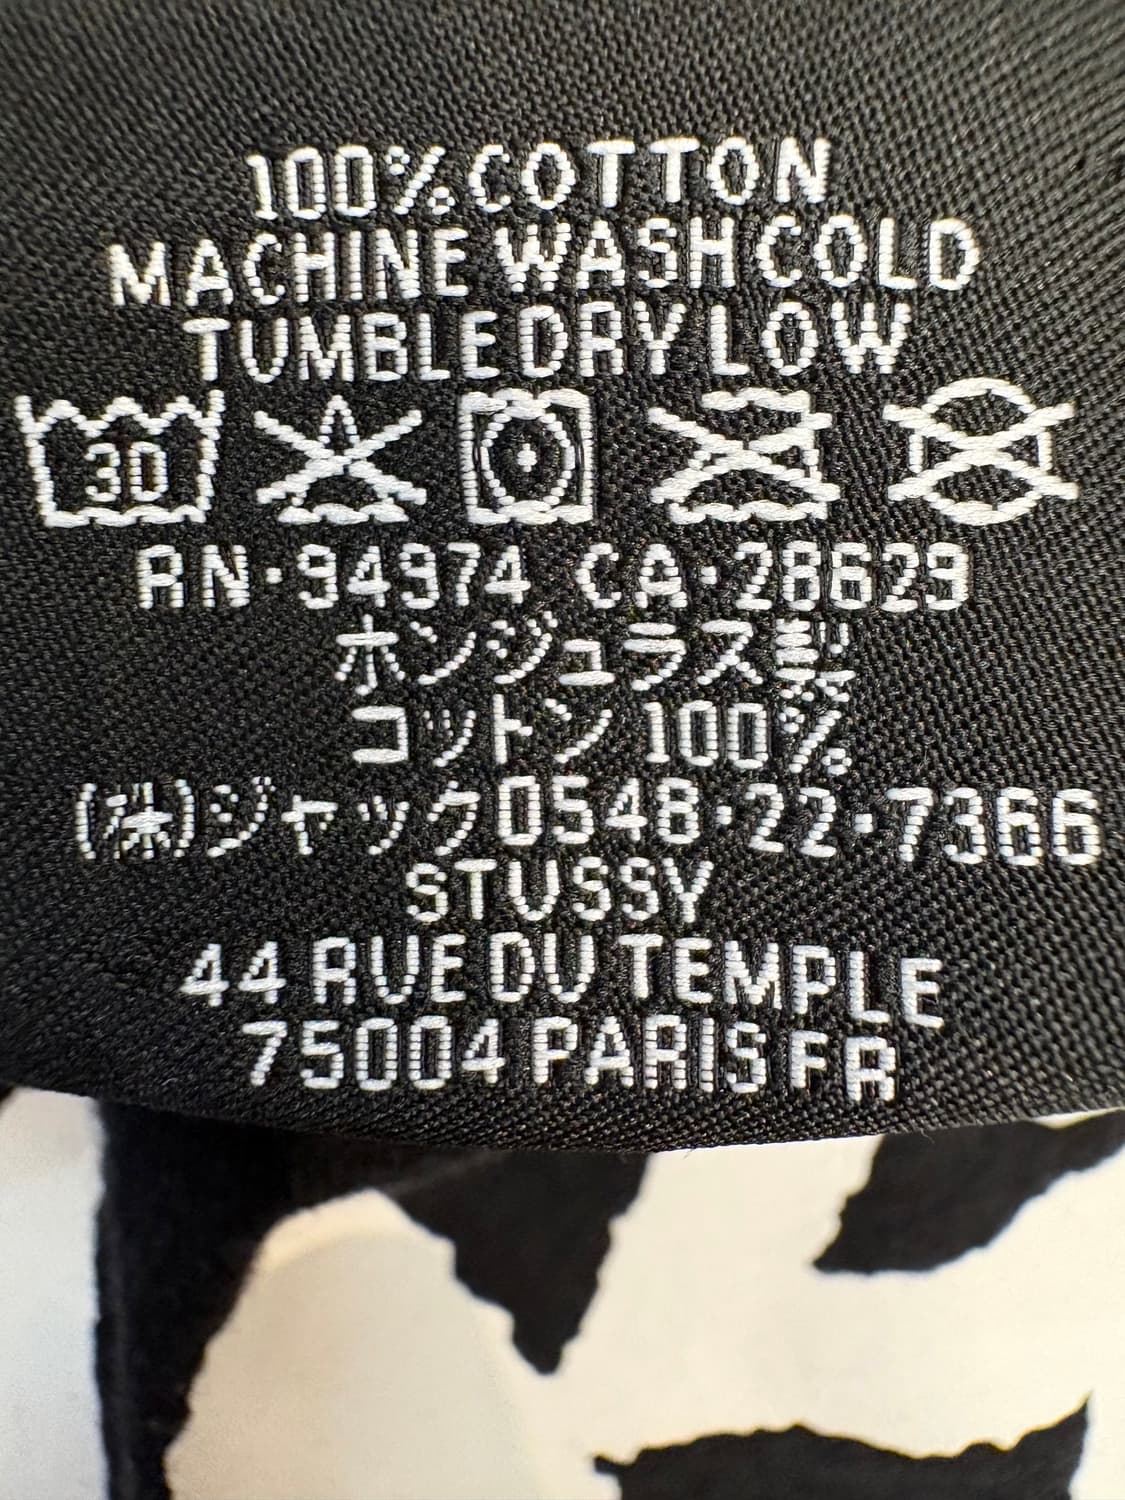 100% COTTON
MACHINE WASH COLD
TUMBLE DRY LOW
30
RN·94974 CA·28629
ホンジュラス製
コットン 100%
(株)ジャック 0548·22·7366
STUSSY
44 RUE DU TEMPLE
75004 PARIS FR